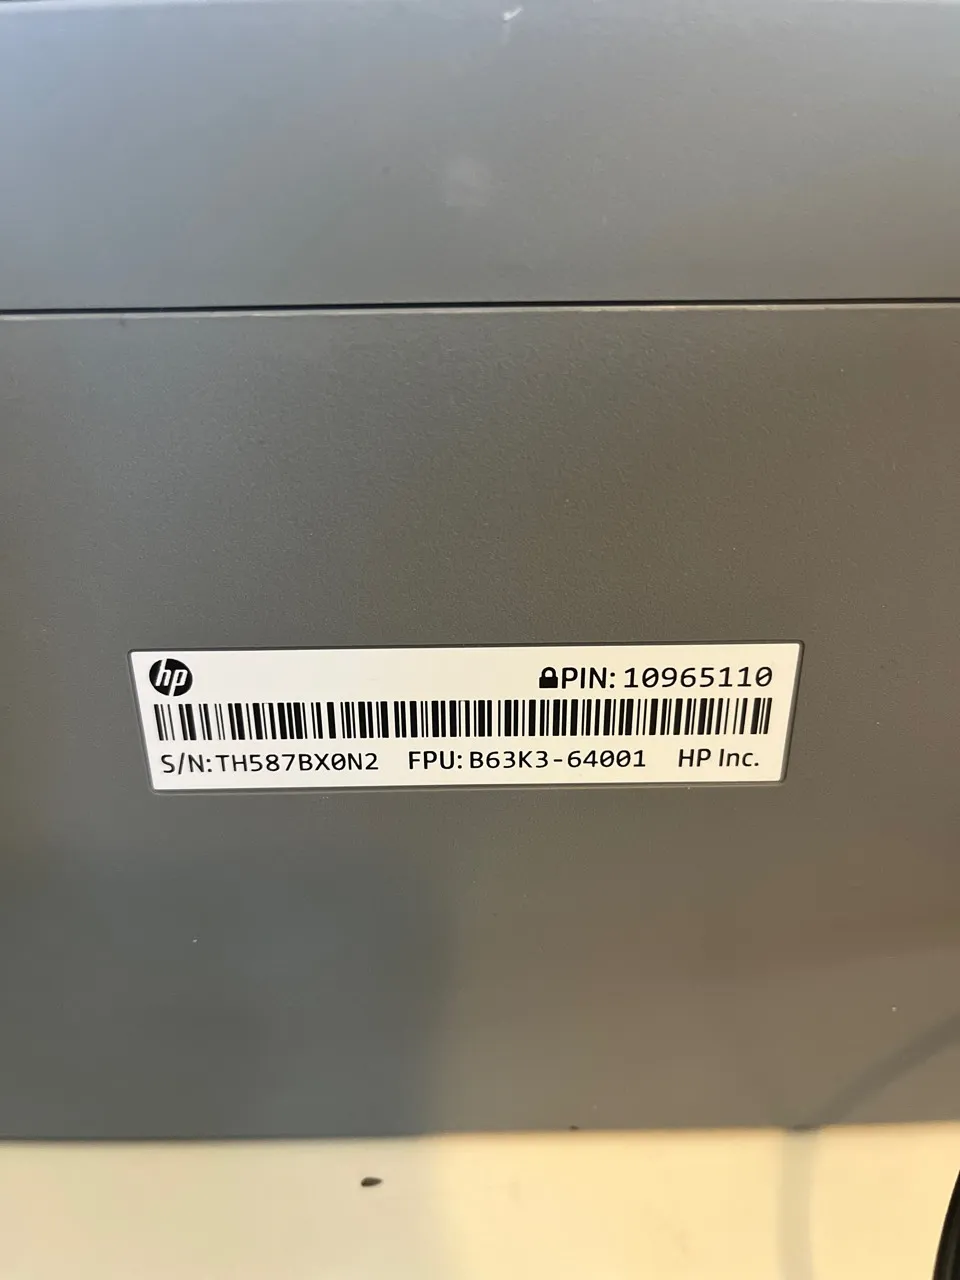 hp PIN: 10965110
S/N:TH587BX0N2 FPU: B63K3-64001 HP Inc.